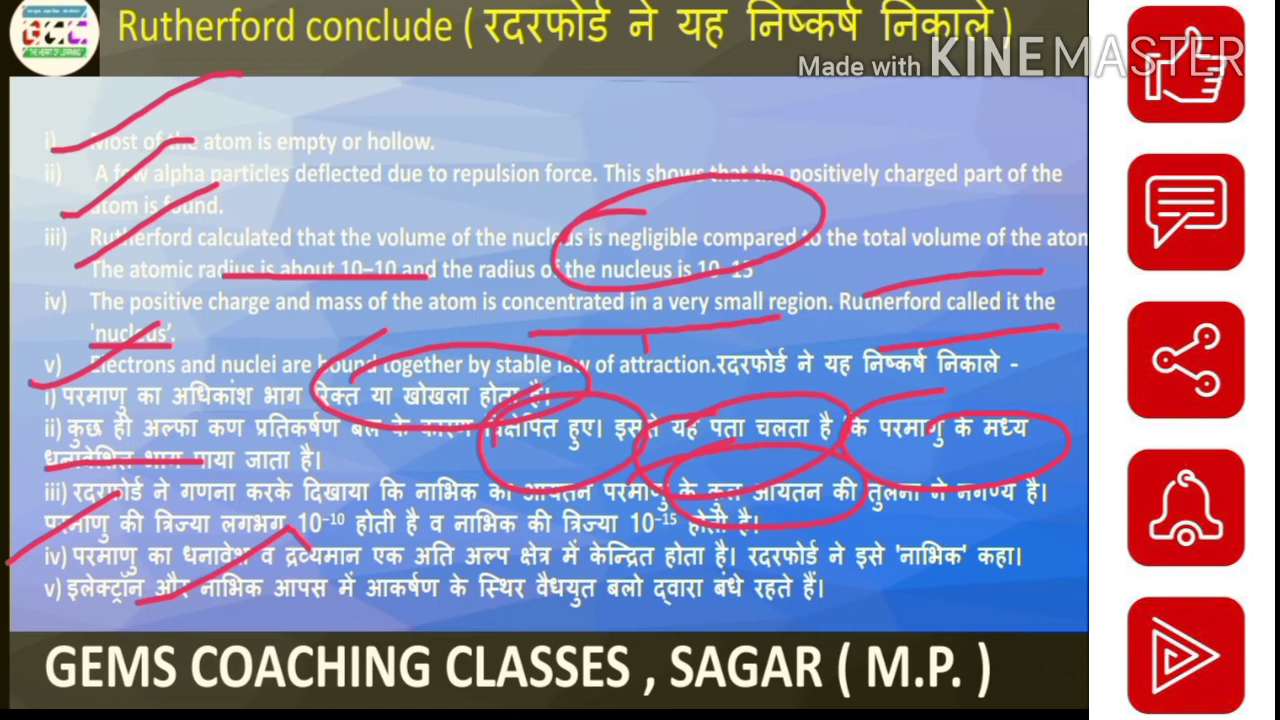 Rutherford conclude ( रदरफोर्ड ने यह निष्कर्ष निकाले )
Made with KINEMASTER
GCC
THE HEART OF LEARNING
i) Most of the atom is empty or hollow.
ii) A few alpha particles deflected due to repulsion force. This shows that the positively charged part of the
atom is found.
iii) Rutherford calculated that the volume of the nucleus is negligible compared to the total volume of the atom
The atomic radius is about 10–10 and the radius of the nucleus is 10–15
iv) The positive charge and mass of the atom is concentrated in a very small region. Rutherford called it the
'nucleus'.
v) Electrons and nuclei are bound together by stable law of attraction.रदरफोर्ड ने यह निष्कर्ष निकाले -
i) परमाणु का अधिकांश भाग रिक्त या खोखला होता है।
ii) कुछ ही अल्फा कण प्रतिकर्षण बल के कारण विक्षेपित हुए। इससे यह पता चलता है कि परमाणु के मध्य
धनावेशित भाग पाया जाता है।
iii) रदरफोर्ड ने गणना करके दिखाया कि नाभिक का आयतन परमाणु के कुल आयतन की तुलना मे नगण्य है।
परमाणु की त्रिज्या लगभग 10⁻¹⁰ होती है व नाभिक की त्रिज्या 10⁻¹⁵ होती है।
iv) परमाणु का धनावेश व द्रव्यमान एक अति अल्प क्षेत्र में केन्द्रित होता है। रदरफोर्ड ने इसे 'नाभिक' कहा।
v) इलेक्ट्रॉन और नाभिक आपस में आकर्षण के स्थिर वैधयुत बलो द्वारा बंधे रहते हैं।
GEMS COACHING CLASSES , SAGAR ( M.P. )